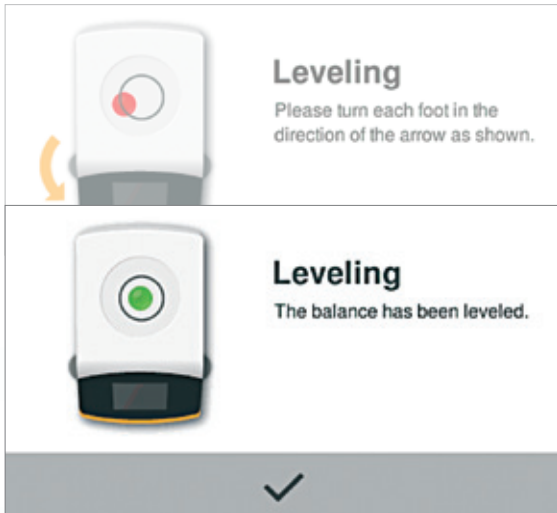 Leveling
Please turn each foot in the
direction of the arrow as shown.
Leveling
The balance has been leveled.